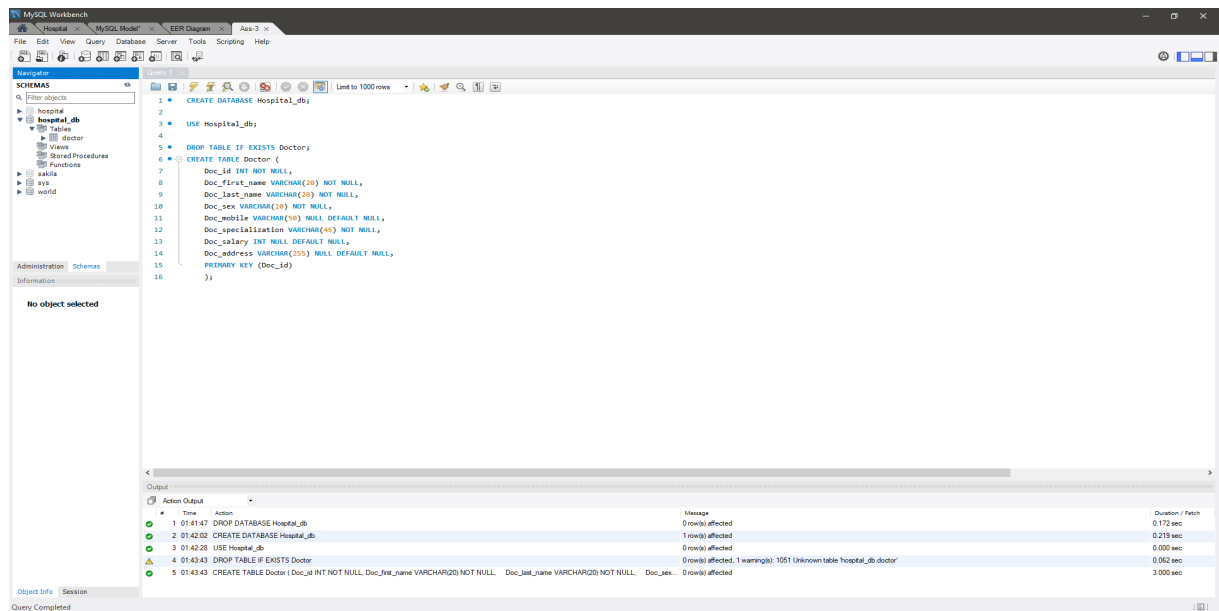 MySQL Workbench
Hospital × MySQL Model* × EER Diagram × Ass-3 ×
File Edit View Query Database Server Tools Scripting Help
Navigator
Query 1 ×
SCHEMAS
Filter objects
hospital
hospital_db
Tables
doctor
Views
Stored Procedures
Functions
sakila
sys
world
Administration Schemas
Information
No object selected
Limit to 1000 rows
1 CREATE DATABASE Hospital_db;
2
3 USE Hospital_db;
4
5 DROP TABLE IF EXISTS Doctor;
6 CREATE TABLE Doctor (
7 Doc_id INT NOT NULL,
8 Doc_first_name VARCHAR(20) NOT NULL,
9 Doc_last_name VARCHAR(20) NOT NULL,
10 Doc_sex VARCHAR(10) NOT NULL,
11 Doc_mobile VARCHAR(50) NULL DEFAULT NULL,
12 Doc_specialization VARCHAR(45) NOT NULL,
13 Doc_salary INT NULL DEFAULT NULL,
14 Doc_address VARCHAR(255) NULL DEFAULT NULL,
15 PRIMARY KEY (Doc_id)
16 );
Output
Action Output
# Time Action Message Duration / Fetch
1 01:41:47 DROP DATABASE Hospital_db 0 row(s) affected 0.172 sec
2 01:42:02 CREATE DATABASE Hospital_db 1 row(s) affected 0.219 sec
3 01:42:28 USE Hospital_db 0 row(s) affected 0.000 sec
4 01:43:43 DROP TABLE IF EXISTS Doctor 0 row(s) affected, 1 warning(s): 1051 Unknown table 'hospital_db.doctor' 0.062 sec
5 01:43:43 CREATE TABLE Doctor ( Doc_id INT NOT NULL, Doc_first_name VARCHAR(20) NOT NULL, Doc_last_name VARCHAR(20) NOT NULL, Doc_sex... 0 row(s) affected 3.000 sec
Object Info Session
Query Completed